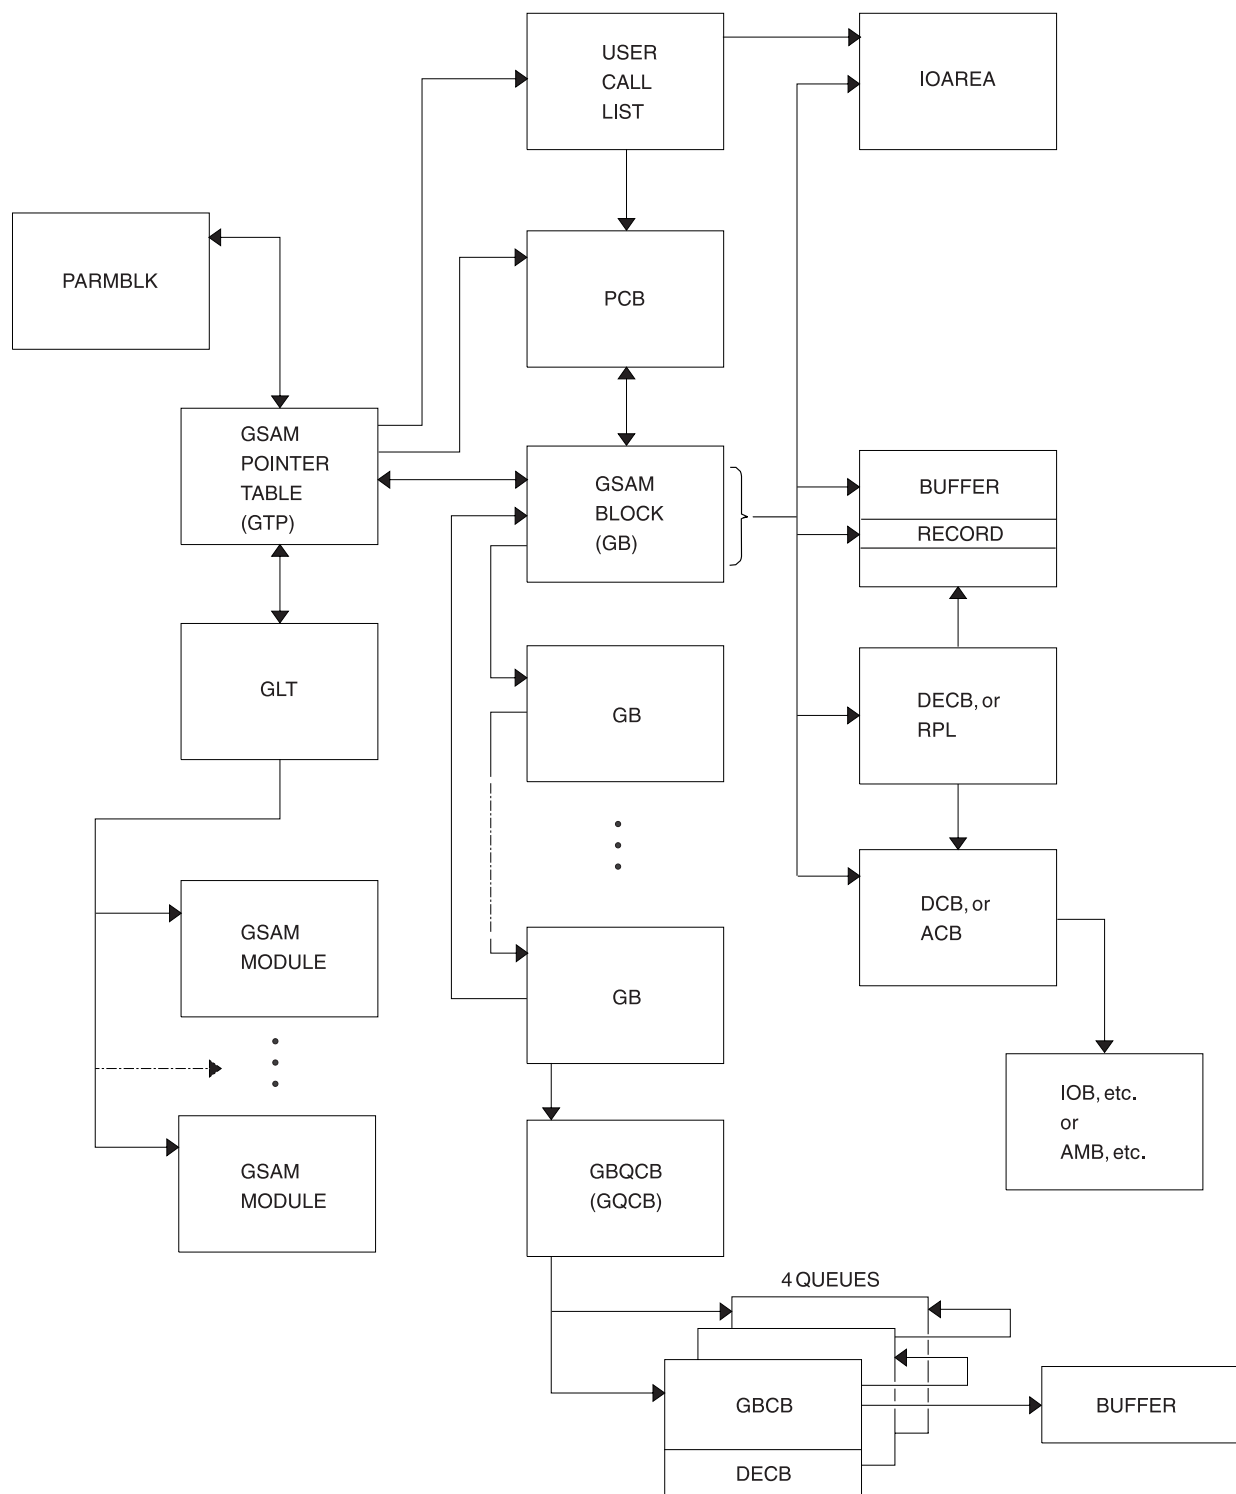 USER
CALL
LIST
IOAREA
PARMBLK
PCB
GSAM
POINTER
TABLE
(GTP)
GSAM
BLOCK
(GB)
BUFFER
RECORD
GLT
GB
DECB, or
RPL
DCB, or
ACB
GSAM
MODULE
GB
IOB, etc.
or
AMB, etc.
GSAM
MODULE
GBQCB
(GQCB)
4 QUEUES
GBCB
BUFFER
DECB